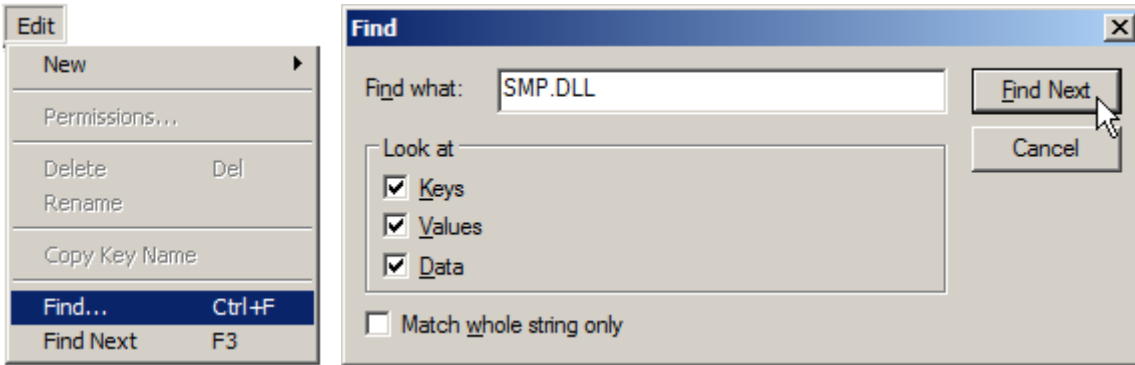 Edit
New
Permissions...
Delete Del
Rename
Copy Key Name
Find... Ctrl+F
Find Next F3
Find
Find what: SMP.DLL
Find Next
Cancel
Look at
Keys
Values
Data
Match whole string only